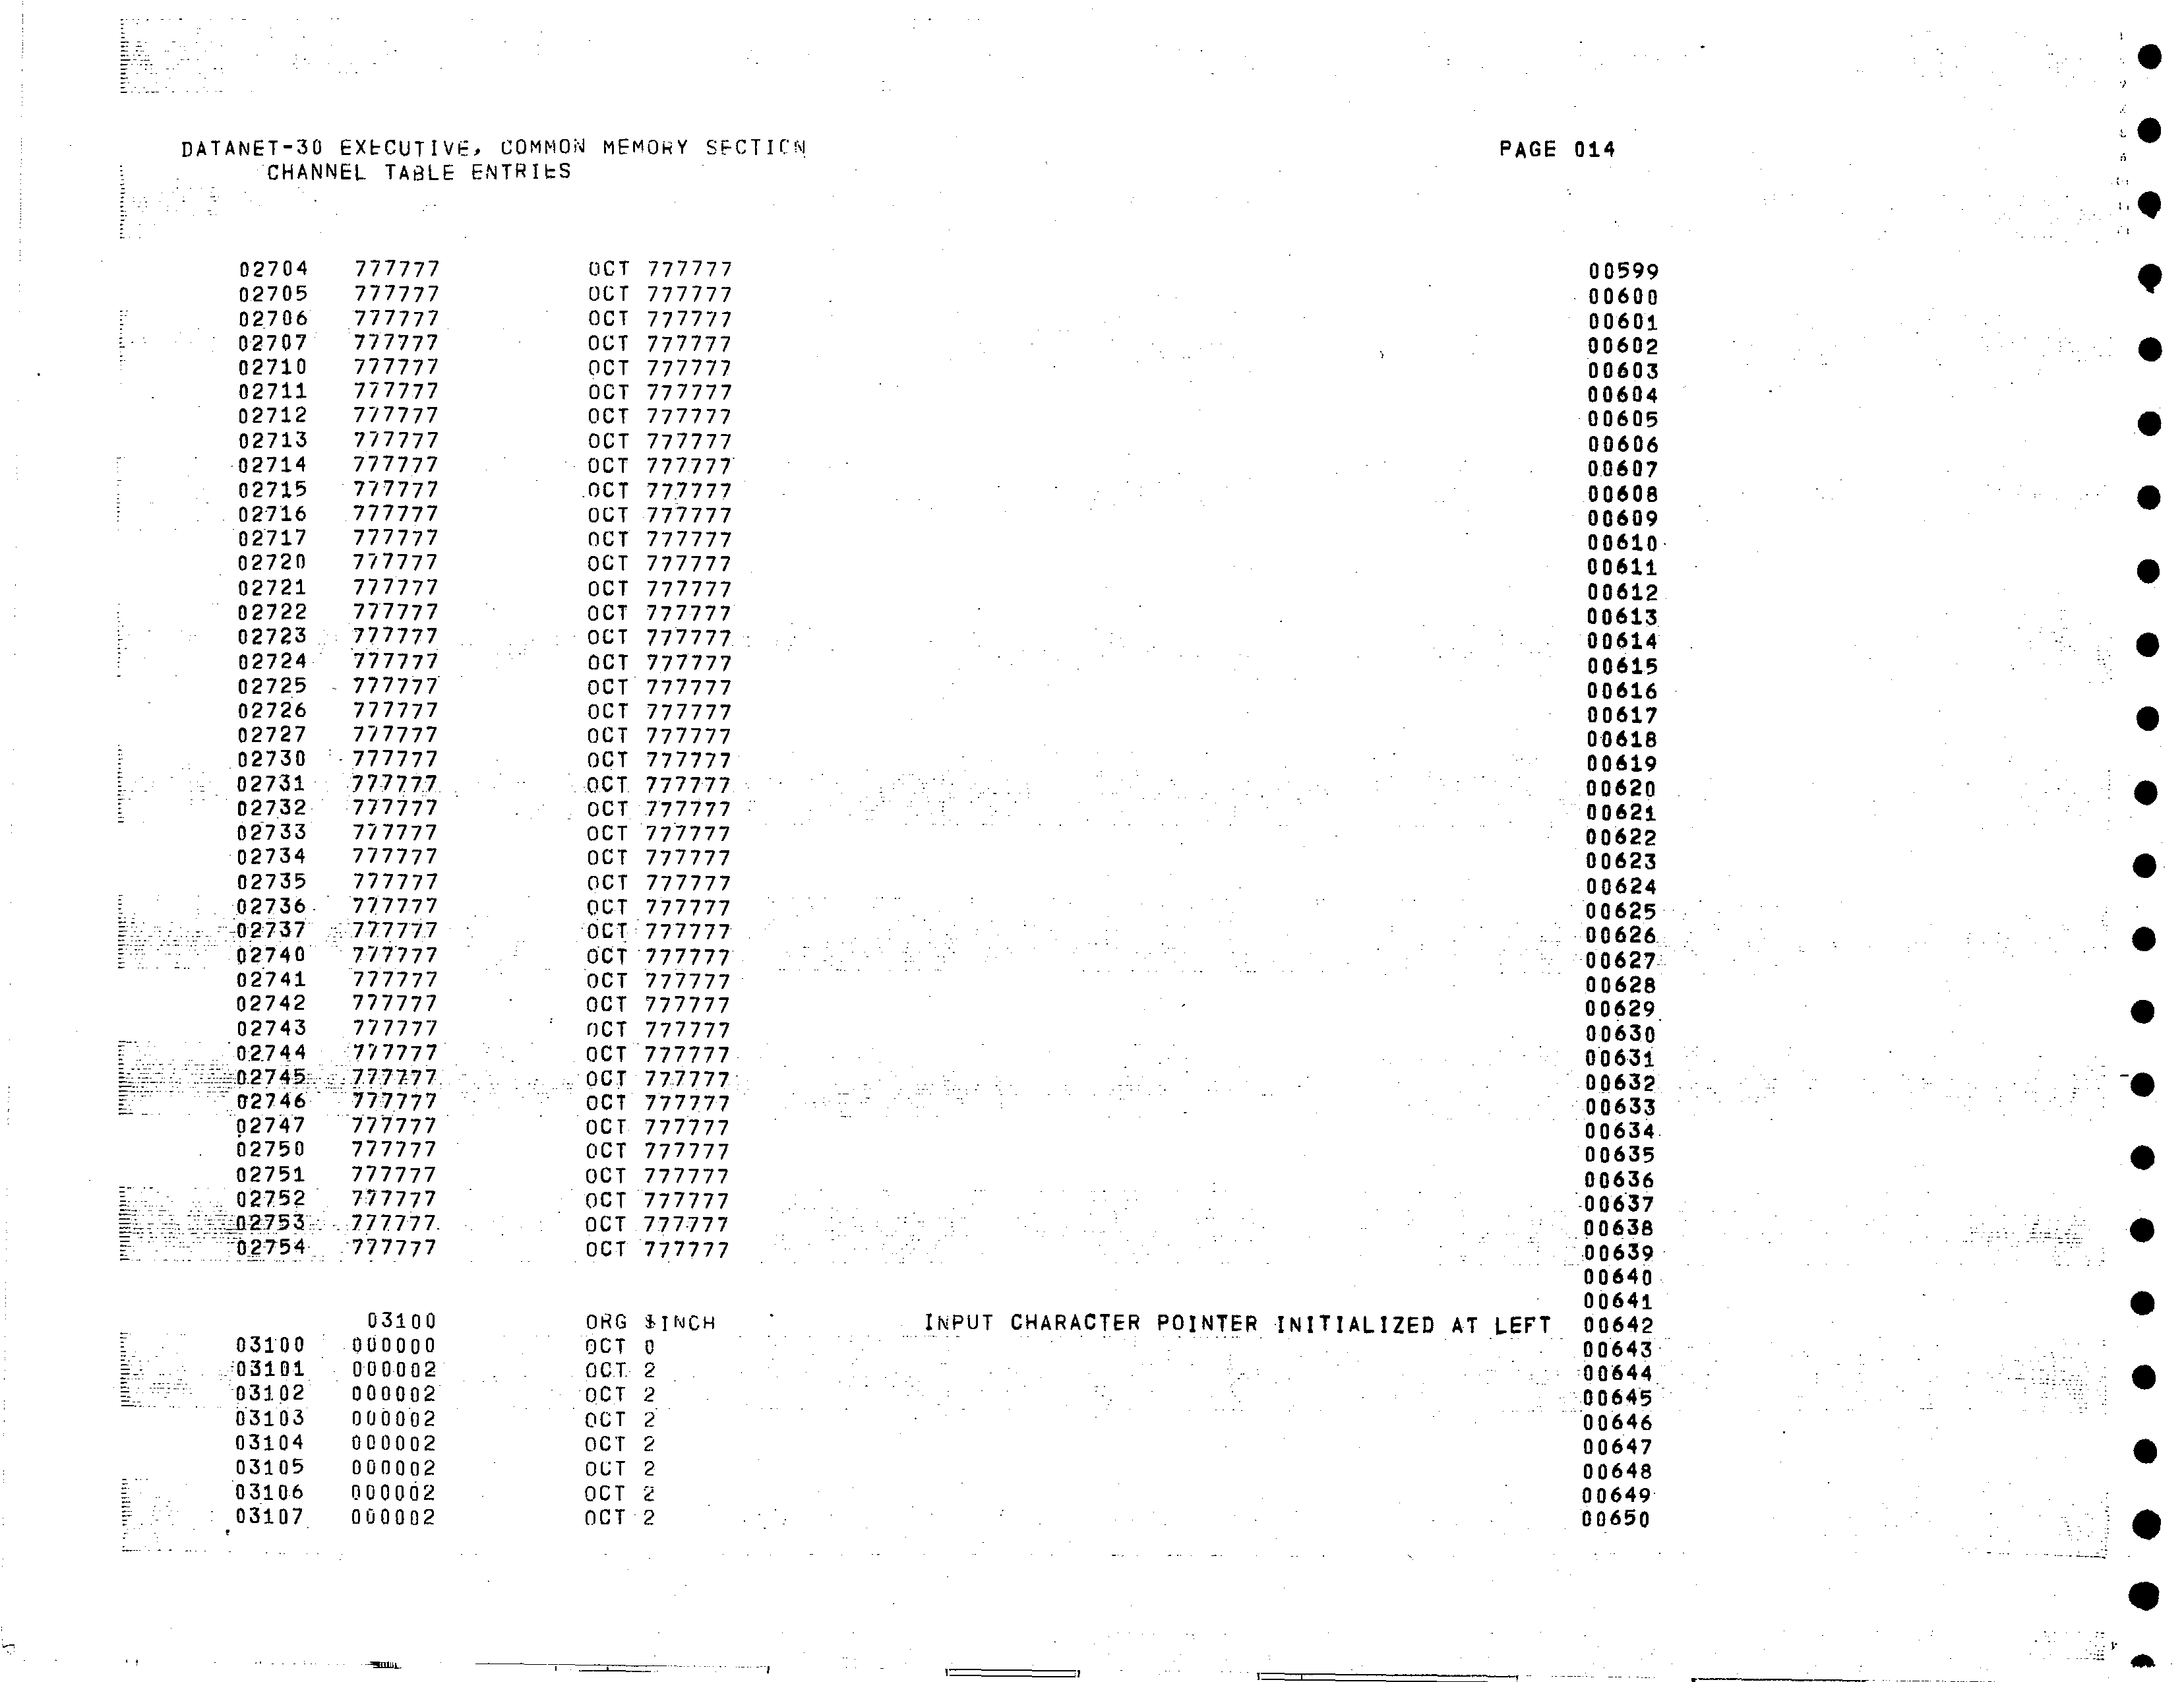 DATANET-30 EXECUTIVE, COMMON MEMORY SECTION PAGE 014
CHANNEL TABLE ENTRIES
02704 777777 OCT 777777 00599
02705 777777 OCT 777777 00600
02706 777777 OCT 777777 00601
02707 777777 OCT 777777 00602
02710 777777 OCT 777777 00603
02711 777777 OCT 777777 00604
02712 777777 OCT 777777 00605
02713 777777 OCT 777777 00606
02714 777777 OCT 777777 00607
02715 777777 OCT 777777 00608
02716 777777 OCT 777777 00609
02717 777777 OCT 777777 00610
02720 777777 OCT 777777 00611
02721 777777 OCT 777777 00612
02722 777777 OCT 777777 00613
02723 777777 OCT 777777 00614
02724 777777 OCT 777777 00615
02725 777777 OCT 777777 00616
02726 777777 OCT 777777 00617
02727 777777 OCT 777777 00618
02730 777777 OCT 777777 00619
02731 777777 OCT 777777 00620
02732 777777 OCT 777777 00621
02733 777777 OCT 777777 00622
02734 777777 OCT 777777 00623
02735 777777 OCT 777777 00624
02736 777777 OCT 777777 00625
02737 777777 OCT 777777 00626
02740 777777 OCT 777777 00627
02741 777777 OCT 777777 00628
02742 777777 OCT 777777 00629
02743 777777 OCT 777777 00630
02744 777777 OCT 777777 00631
02745 777777 OCT 777777 00632
02746 777777 OCT 777777 00633
02747 777777 OCT 777777 00634
02750 777777 OCT 777777 00635
02751 777777 OCT 777777 00636
02752 777777 OCT 777777 00637
02753 777777 OCT 777777 00638
02754 777777 OCT 777777 00639
00640
00641
03100 ORG $INCH INPUT CHARACTER POINTER INITIALIZED AT LEFT 00642
03100 000000 OCT 0 00643
03101 000002 OCT 2 00644
03102 000002 OCT 2 00645
03103 000002 OCT 2 00646
03104 000002 OCT 2 00647
03105 000002 OCT 2 00648
03106 000002 OCT 2 00649
03107 000002 OCT 2 00650